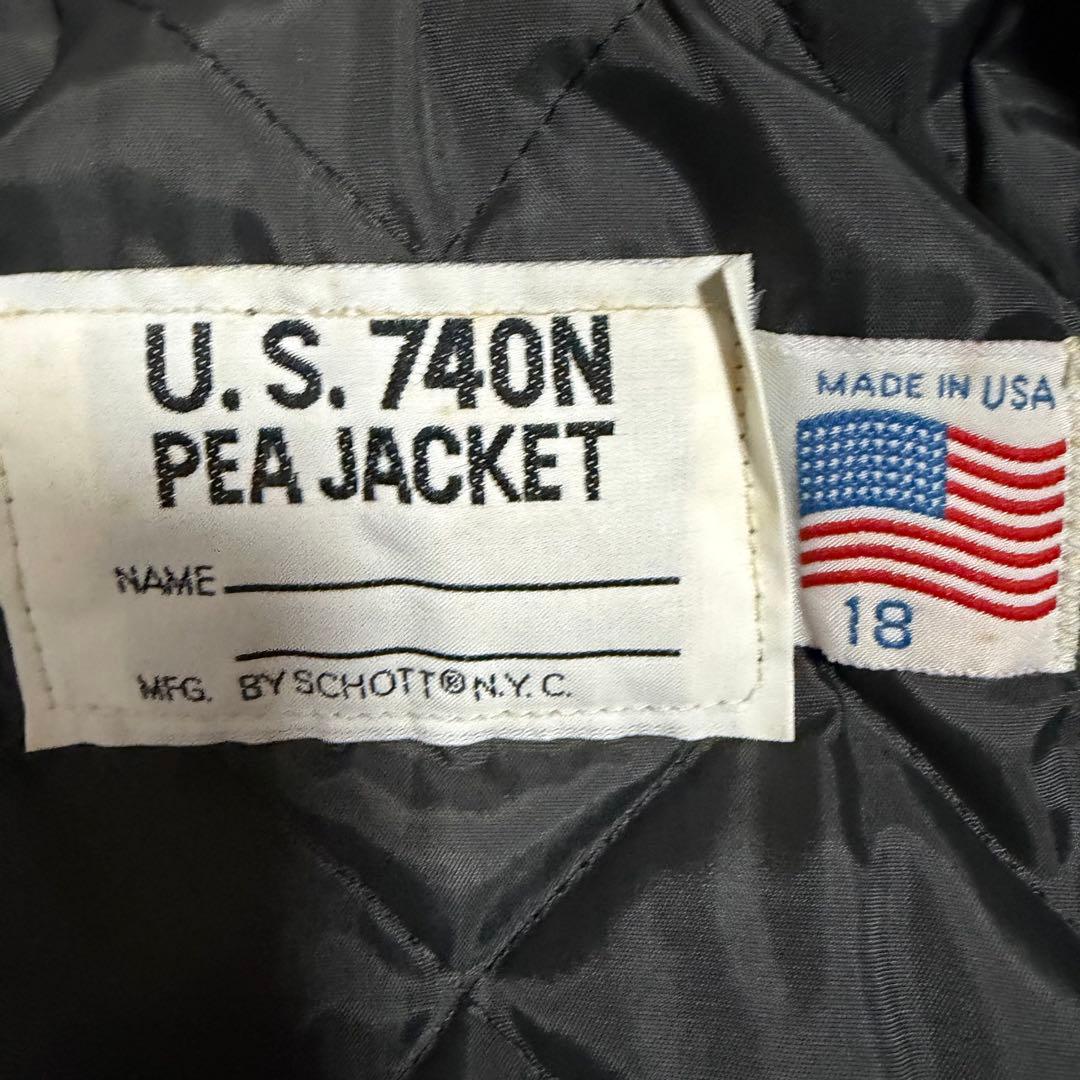 U.S. 740N
PEA JACKET
NAME
MFG. BY SCHOTT® N.Y.C.
MADE IN USA
18